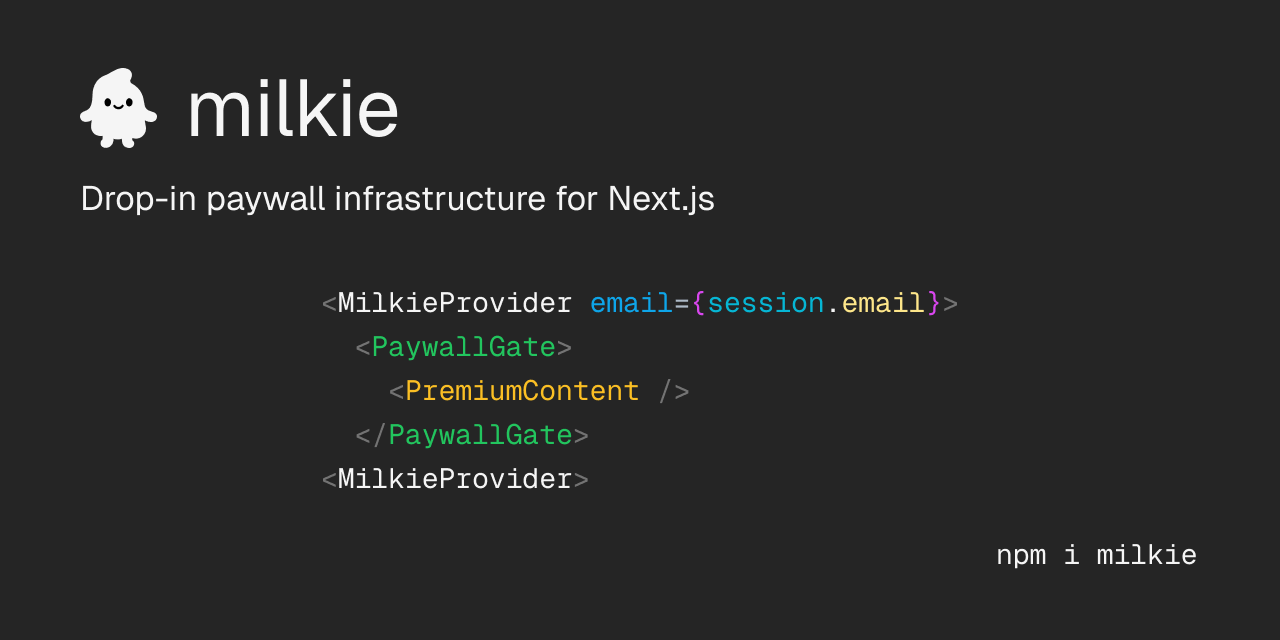 milkie
Drop-in paywall infrastructure for Next.js
<MilkieProvider email={session.email}>
  <PaywallGate>
    <PremiumContent />
  </PaywallGate>
<MilkieProvider>
npm i milkie